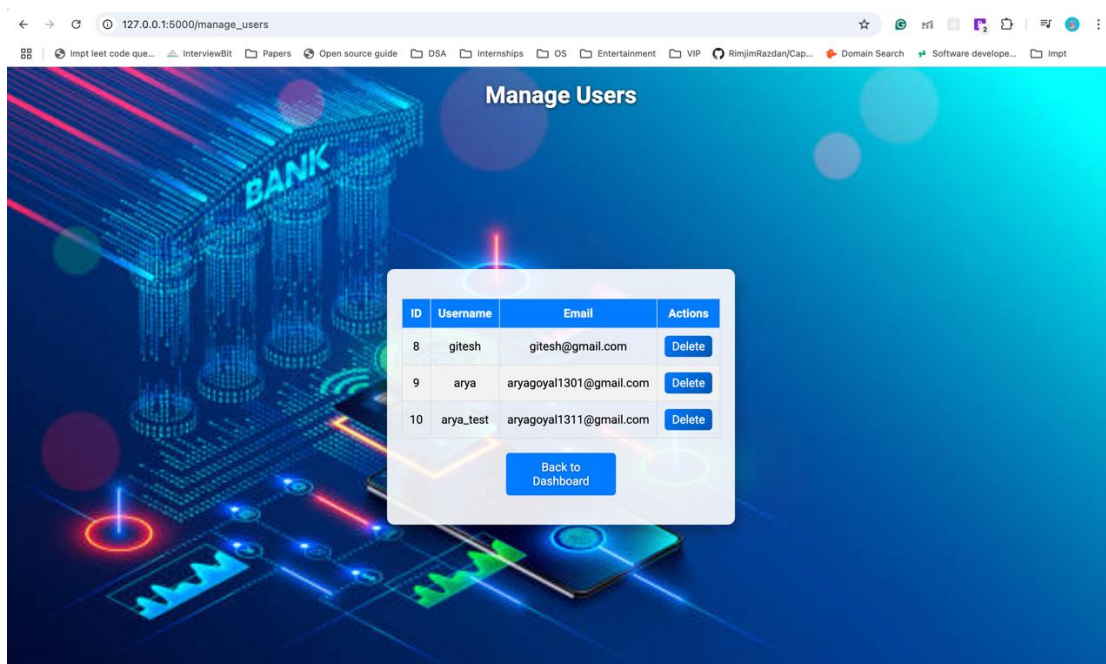 127.0.0.1:5000/manage_users
Impt leet code que... InterviewBit Papers Open source guide DSA Internships OS Entertainment VIP RimjimRazdan/Cap... Domain Search Software develope... Impt
Manage Users
BANK
ID Username Email Actions
8 gitesh gitesh@gmail.com Delete
9 arya aryagoyal1301@gmail.com Delete
10 arya_test aryagoyal1311@gmail.com Delete
Back to
Dashboard